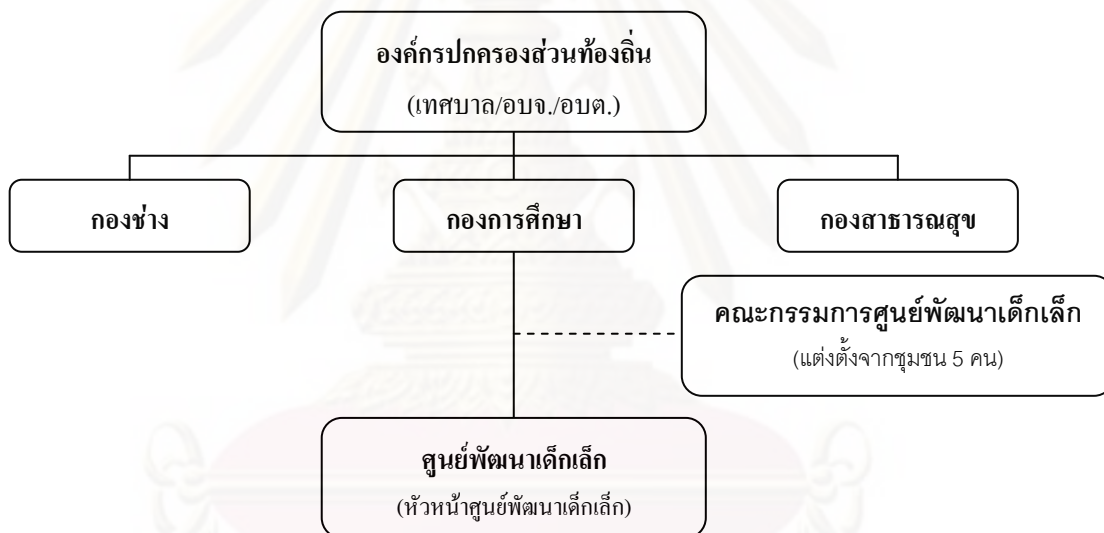 องค์กรปกครองส่วนท้องถิ่น
(เทศบาล/อบจ./อบต.)
กองช่าง
กองการศึกษา
กองสาธารณสุข
คณะกรรมการศูนย์พัฒนาเด็กเล็ก
(แต่งตั้งจากชุมชน 5 คน)
ศูนย์พัฒนาเด็กเล็ก
(หัวหน้าศูนย์พัฒนาเด็กเล็ก)